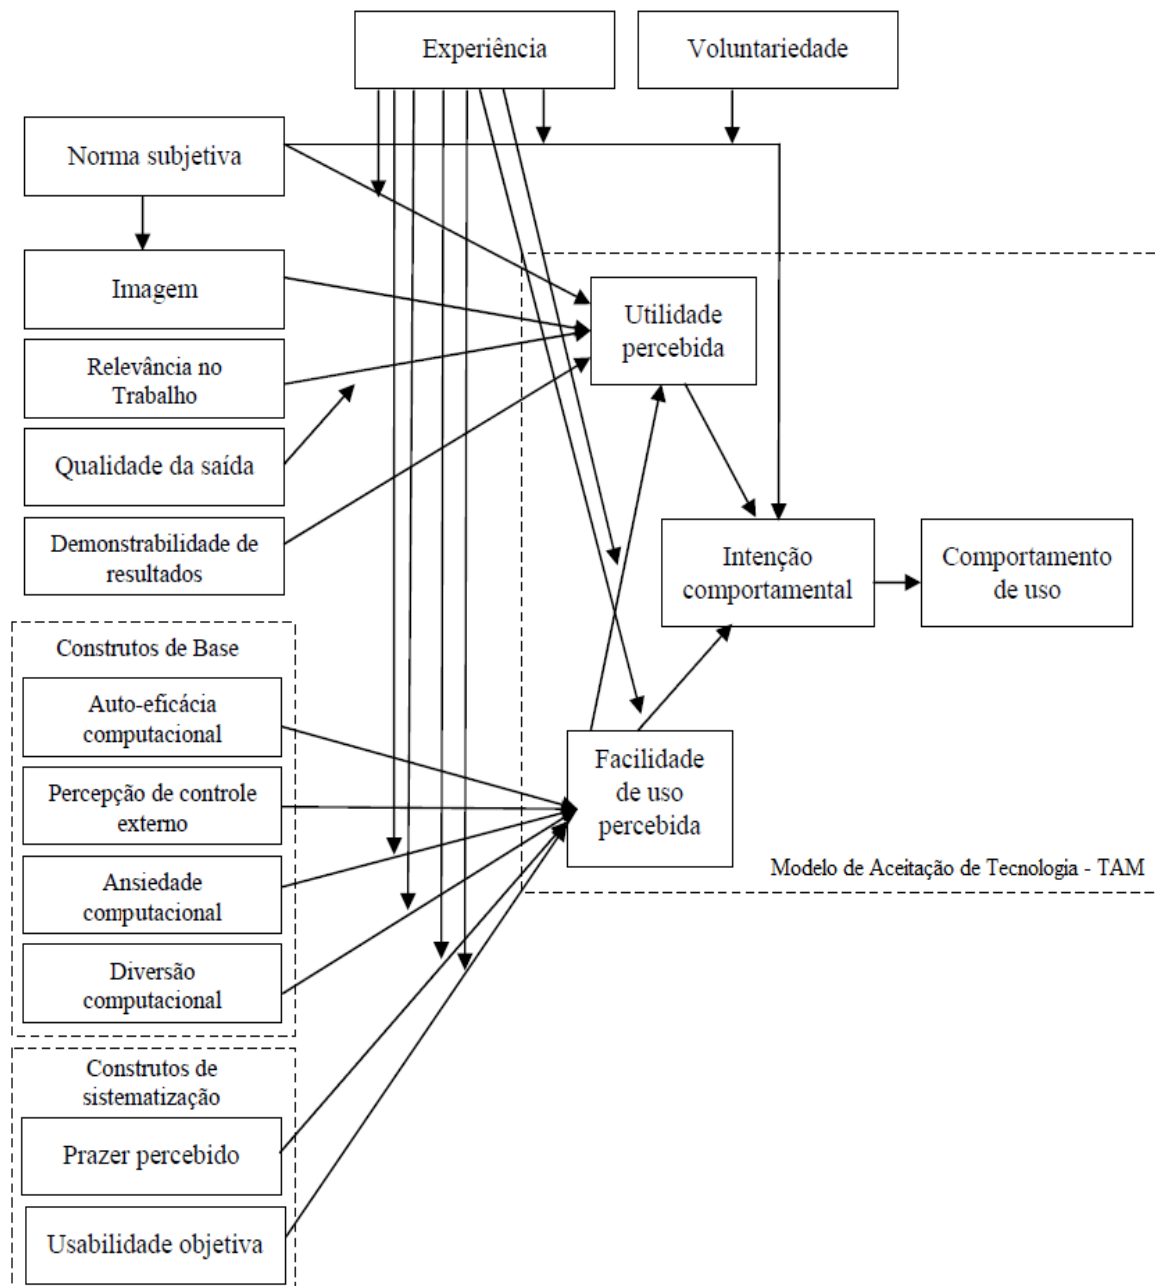 Experiência
Voluntariedade
Norma subjetiva
Imagem
Relevância no
Trabalho
Qualidade da saída
Demonstrabilidade de
resultados
Utilidade
percebida
Intenção
comportamental
Comportamento
de uso
Construtos de Base
Auto-eficácia
computacional
Percepção de controle
externo
Ansiedade
computacional
Diversão
computacional
Facilidade
de uso
percebida
Modelo de Aceitação de Tecnologia - TAM
Construtos de
sistematização
Prazer percebido
Usabilidade objetiva